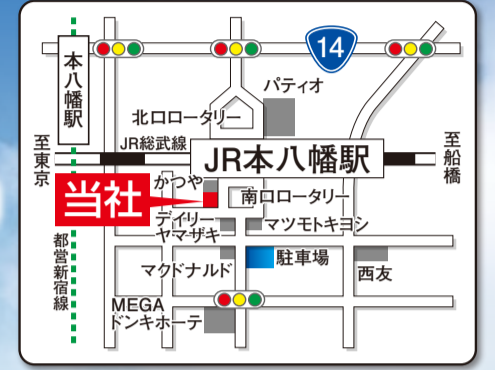 14
本八幡駅
パティオ
北口ロータリー
至東京
JR総武線
JR本八幡駅
至船橋
かつや
当社
南口ロータリー
デイリー
ヤマザキ
マツモトキヨシ
都営新宿線
マクドナルド
駐車場
西友
MEGA
ドンキホーテ